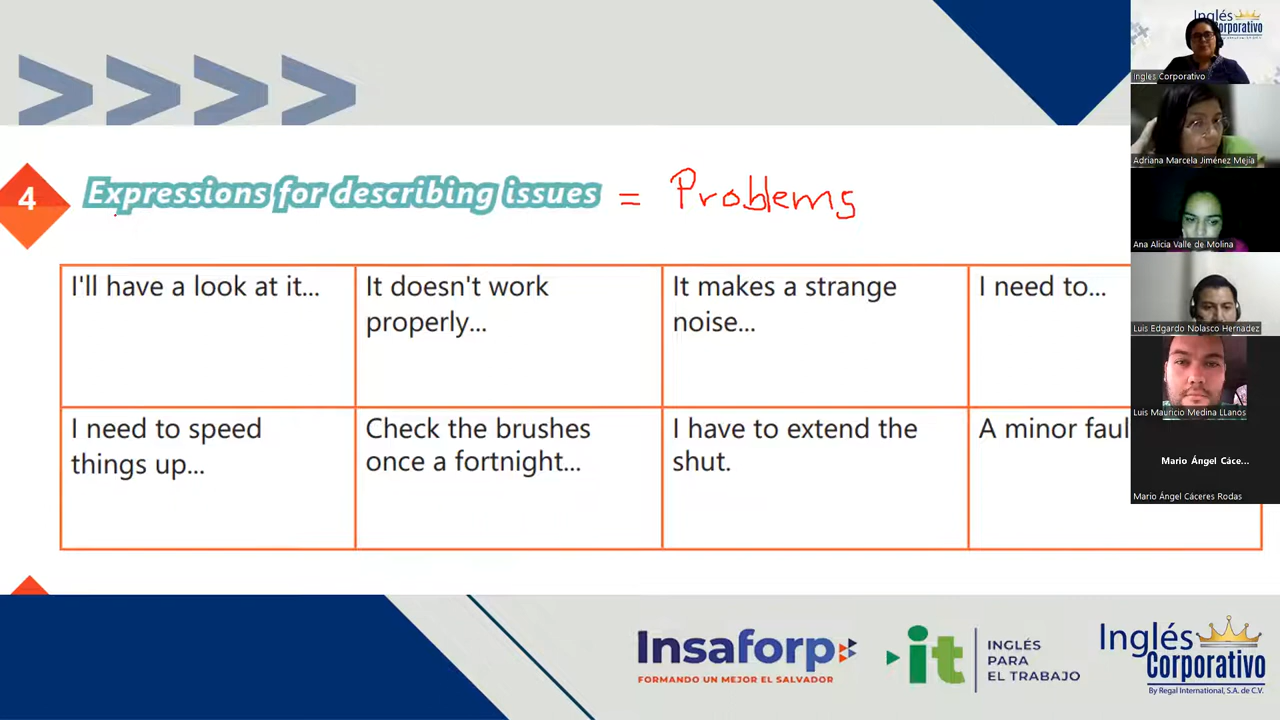 Inglés
Corporativo
Ingles Corporativo
Adriana Marcela Jiménez Mejía
Ana Alicia Valle de Molina
Luis Edgardo Nolasco Hernadez
Luis Mauricio Medina LLanos
Mario Ángel Cáce...
Mario Ángel Cáceres Rodas
4
Expressions for describing issues = Problems
I'll have a look at it...
It doesn't work
properly...
It makes a strange
noise...
I need to...
I need to speed
things up...
Check the brushes
once a fortnight...
I have to extend the
shut.
A minor faul
Insaforp
FORMANDO UN MEJOR EL SALVADOR
it
INGLÉS
PARA
EL TRABAJO
Inglés
Corporativo
By Regal International, S.A. de C.V.